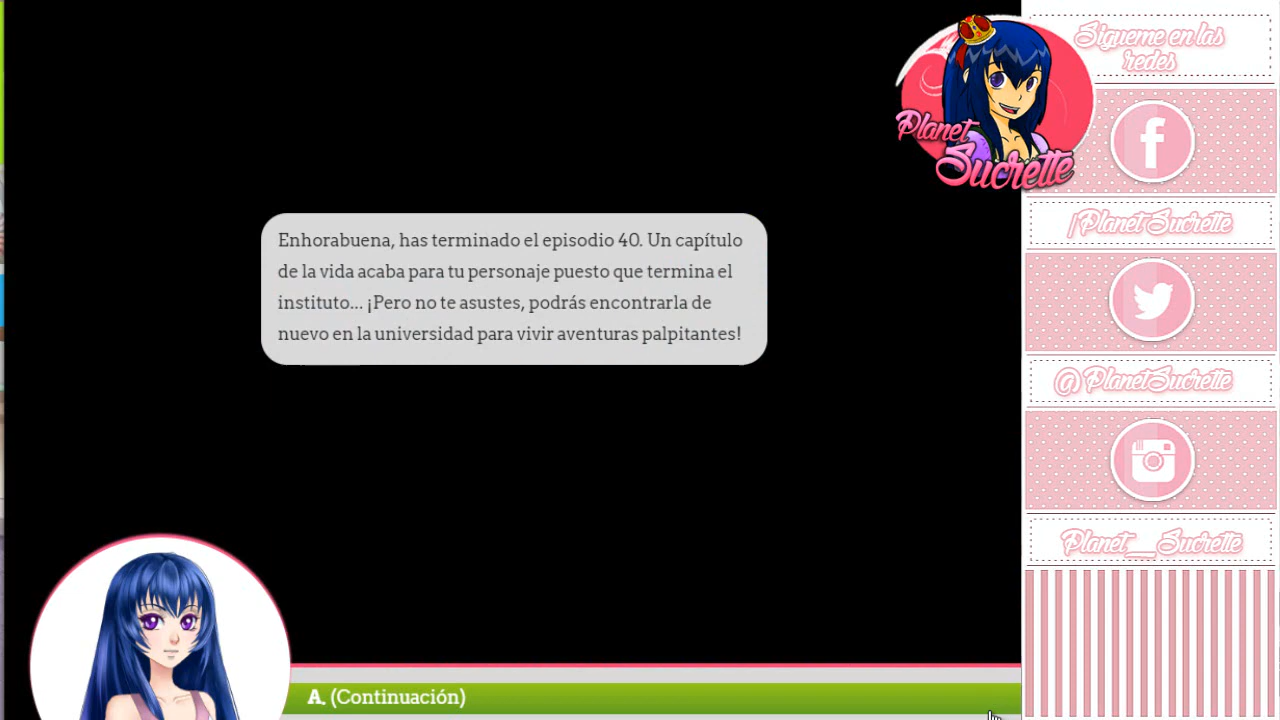 Enhorabuena, has terminado el episodio 40. Un capítulo
de la vida acaba para tu personaje puesto que termina el
instituto... ¡Pero no te asustes, podrás encontrarla de
nuevo en la universidad para vivir aventuras palpitantes!
A. (Continuación)
Planet
Sucrette
Sigueme en las
redes
f
/PlanetSucrette
@PlanetSucrette
Planet__Sucrette